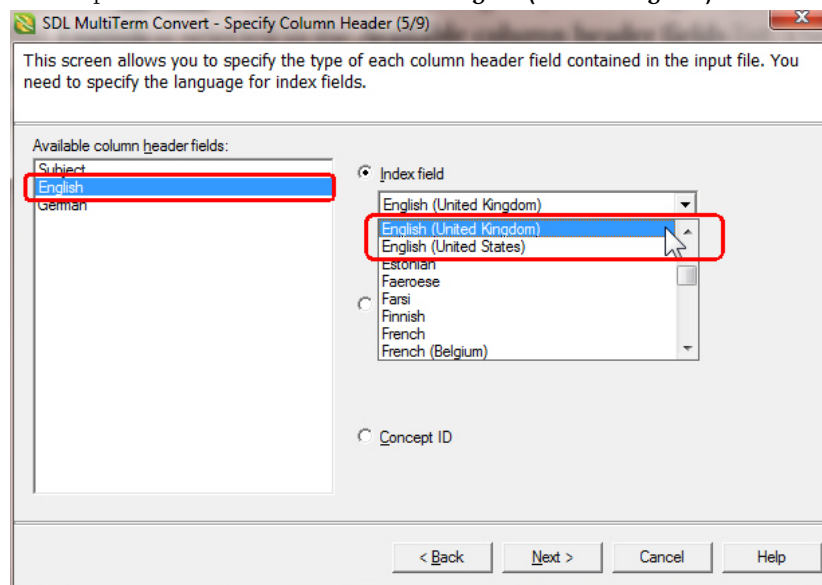 SDL MultiTerm Convert - Specify Column Header (5/9)
This screen allows you to specify the type of each column header field contained in the input file. You
need to specify the language for index fields.
Available column header fields:
Subject
English
German
Index field
English (United Kingdom)
English (United Kingdom)
English (United States)
Estonian
Faeroese
Farsi
Finnish
French
French (Belgium)
Concept ID
< Back
Next >
Cancel
Help